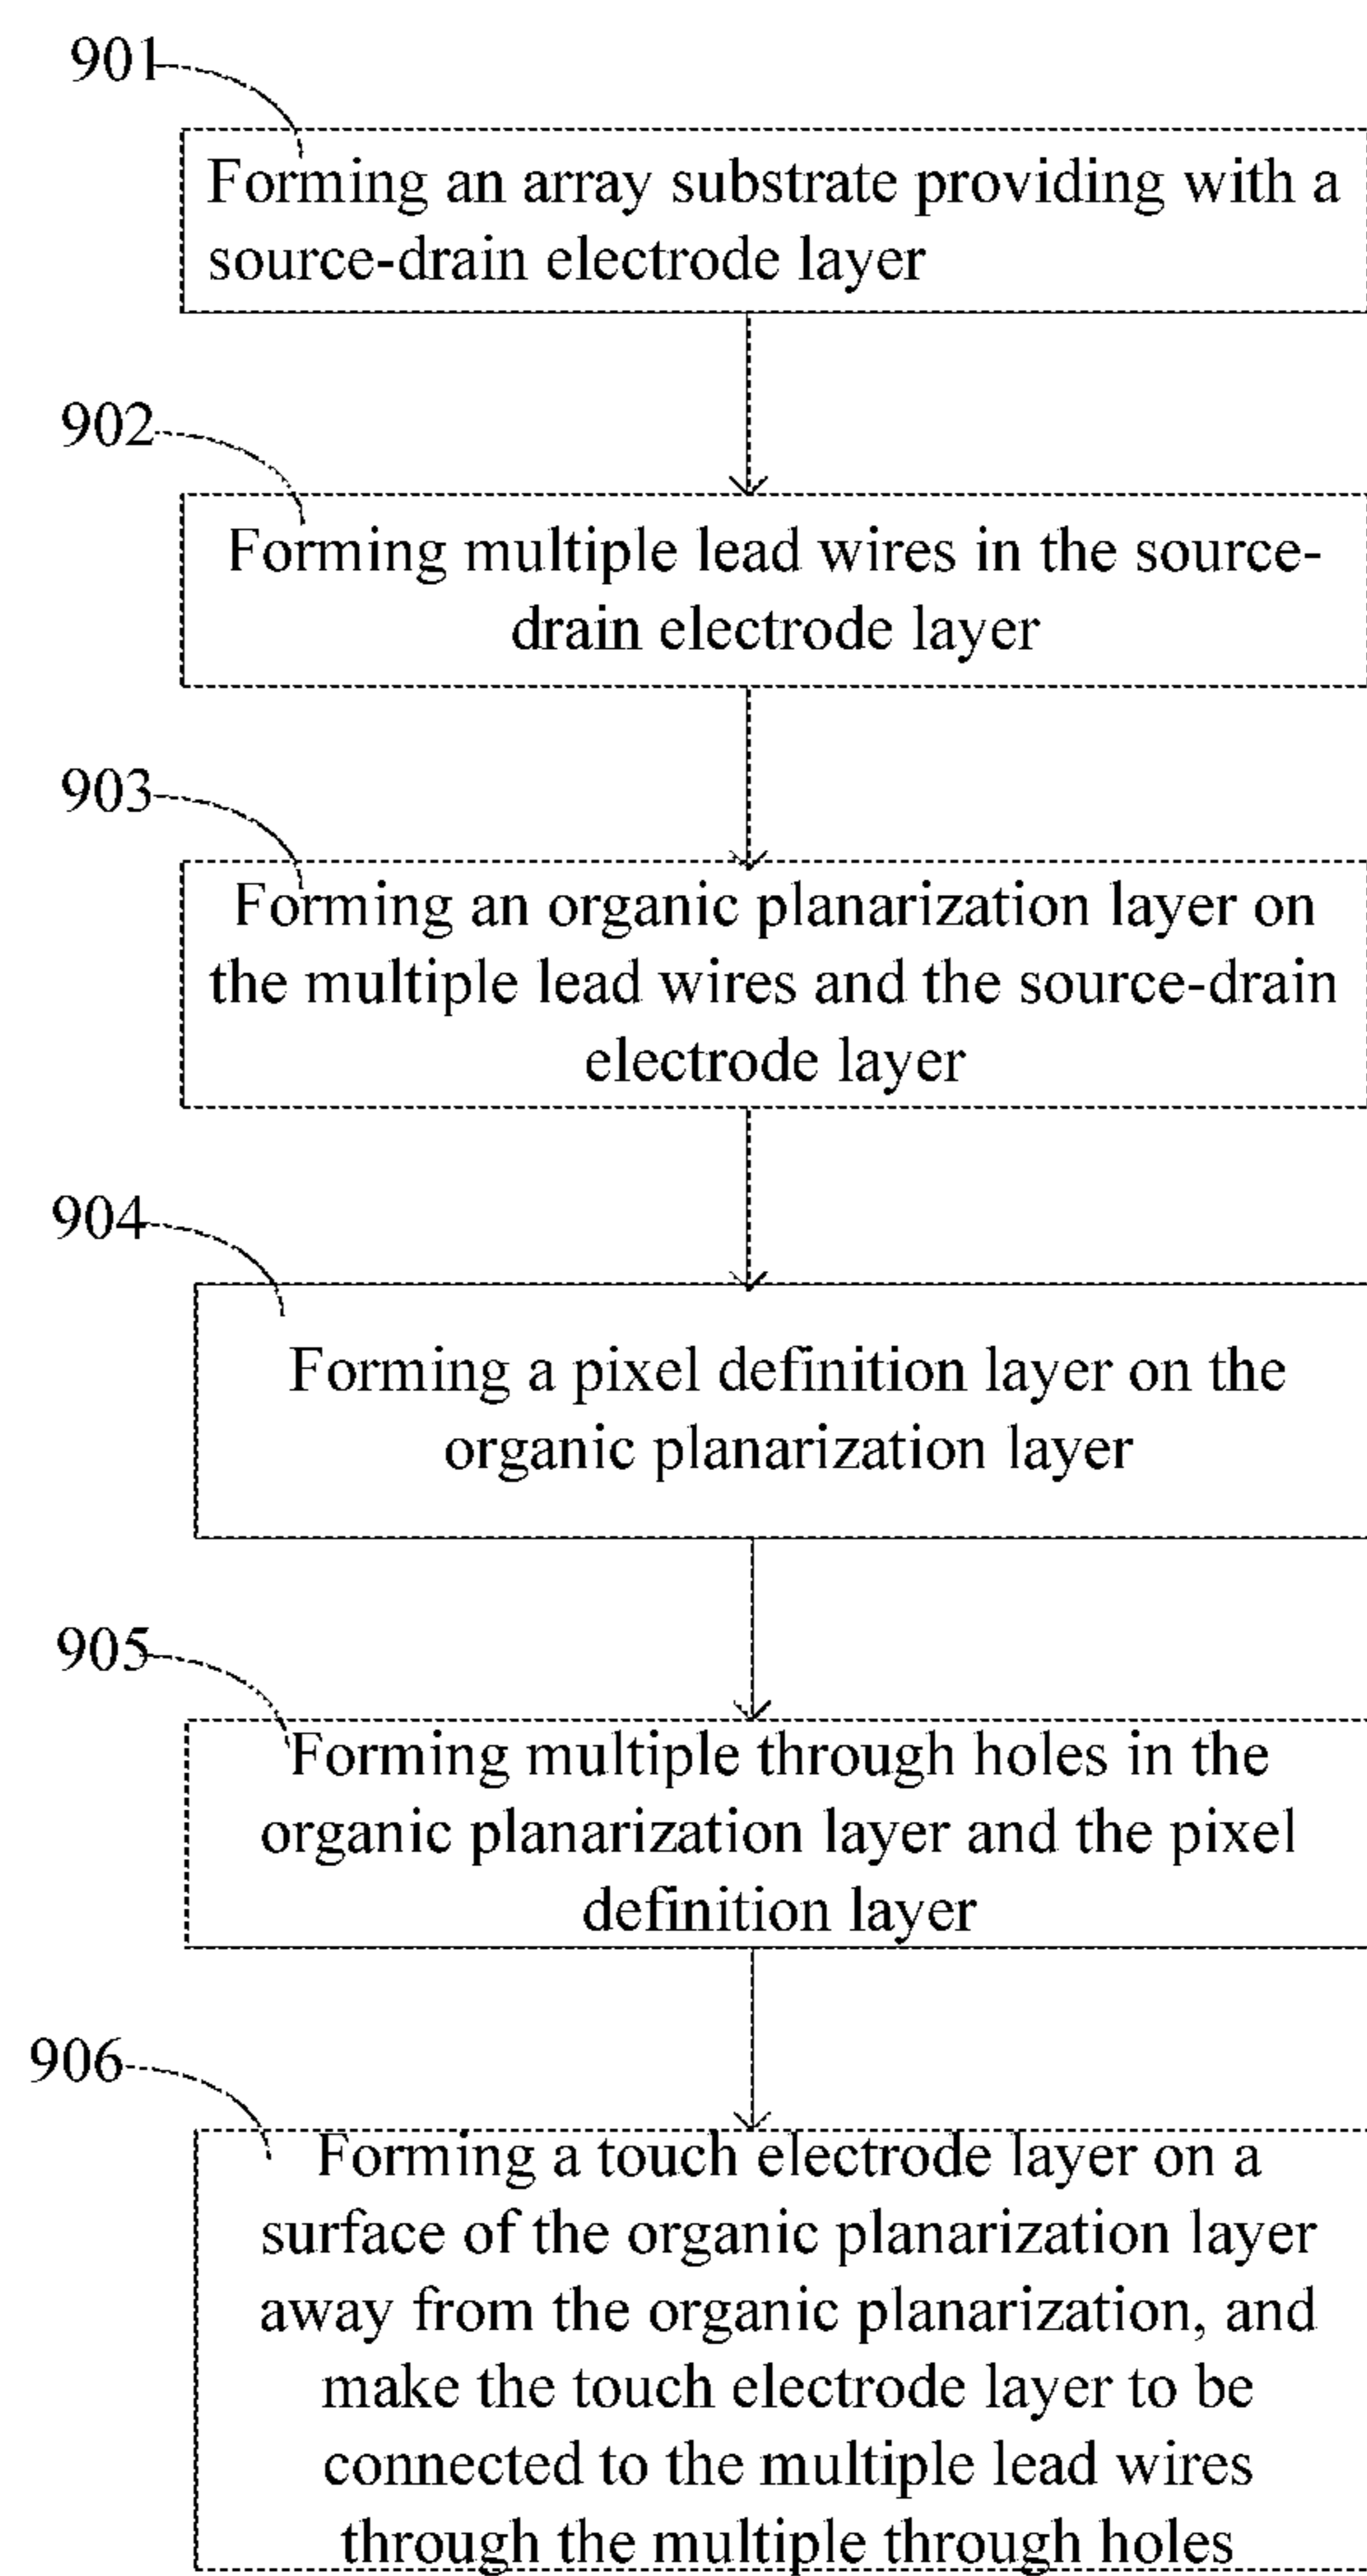 901
Forming an array substrate providing with a
source-drain electrode layer
902
Forming multiple lead wires in the source-
drain electrode layer
903
Forming an organic planarization layer on
the multiple lead wires and the source-drain
electrode layer
904
Forming a pixel definition layer on the
organic planarization layer
905
Forming multiple through holes in the
organic planarization layer and the pixel
definition layer
906
Forming a touch electrode layer on a
surface of the organic planarization layer
away from the organic planarization, and
make the touch electrode layer to be
connected to the multiple lead wires
through the multiple through holes